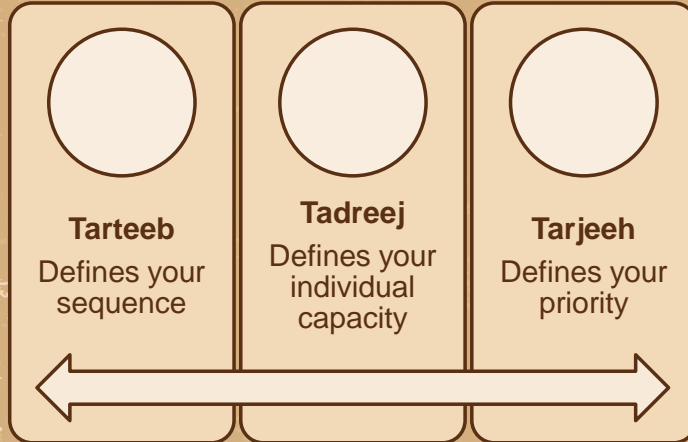 Tarteeb
Defines your
sequence
Tadreej
Defines your
individual
capacity
Tarjeeh
Defines your
priority